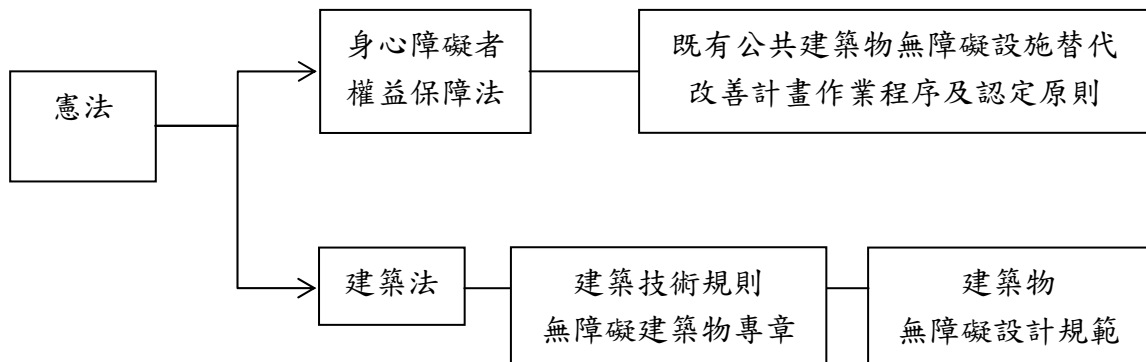 憲法
身心障礙者
權益保障法
既有公共建築物無障礙設施替代
改善計畫作業程序及認定原則
建築法
建築技術規則
無障礙建築物專章
建築物
無障礙設計規範